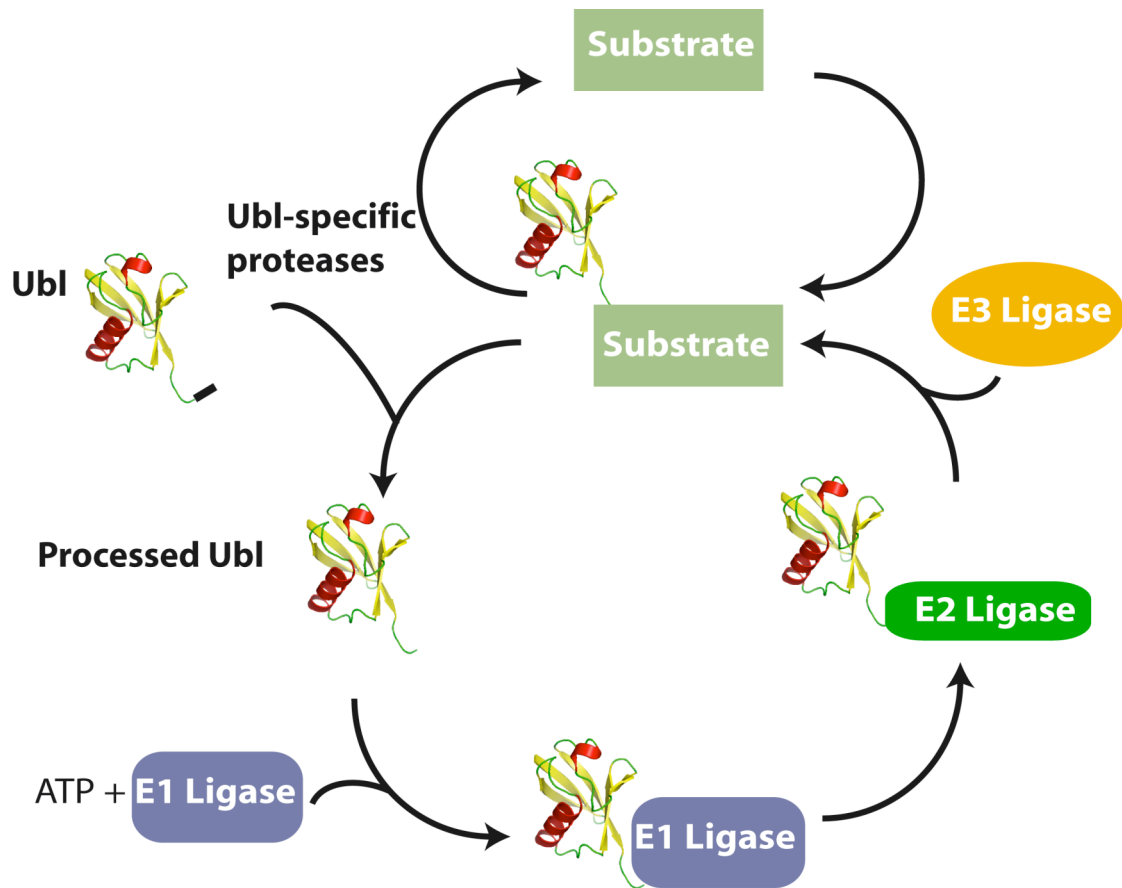 Substrate
Ubl-specific
proteases
Ubl
Substrate
E3 Ligase
Processed Ubl
E2 Ligase
ATP + E1 Ligase
E1 Ligase